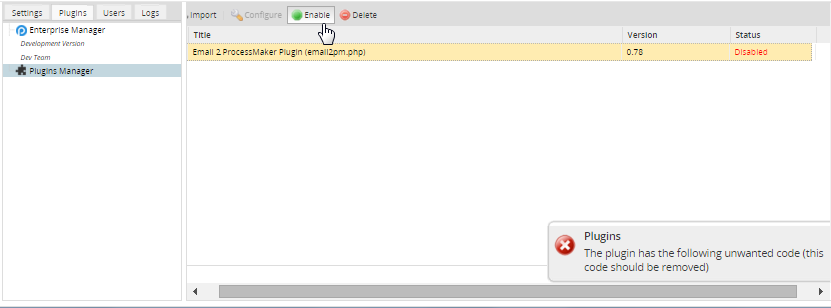 Settings Plugins Users Logs
Import Configure Enable Delete
Enterprise Manager
Development Version
Dev Team
Plugins Manager
Title Version Status
Email 2 ProcessMaker Plugin (email2pm.php) 0.78 Disabled
Plugins
The plugin has the following unwanted code (this
code should be removed)